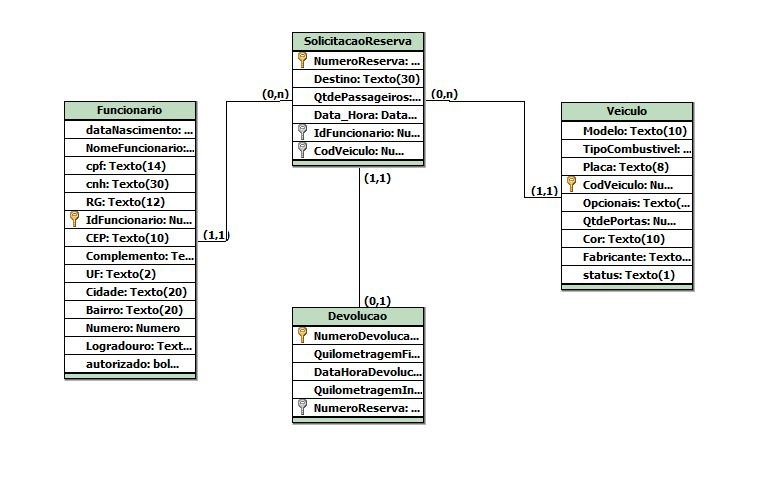 SolicitacaoReserva
NumeroReserva: ...
Destino: Texto(30)
QtdePassageiros:...
Data_Hora: Data...
IdFuncionario: Nu...
CodVeiculo: Nu...
(0,n)
(0,n)
(1,1)
Funcionario
dataNascimento: ...
NomeFuncionario:...
cpf: Texto(14)
cnh: Texto(30)
RG: Texto(12)
IdFuncionario: Nu...
CEP: Texto(10)
Complemento: Te...
UF: Texto(2)
Cidade: Texto(20)
Bairro: Texto(20)
Numero: Numero
Logradouro: Text...
autorizado: bol...
(1,1)
Veiculo
Modelo: Texto(10)
TipoCombustivel: ...
Placa: Texto(8)
CodVeiculo: Nu...
Opcionais: Texto(...
QtdePortas: Nu...
Cor: Texto(10)
Fabricante: Texto...
status: Texto(1)
(1,1)
(0,1)
Devolucao
NumeroDevoluca...
QuilometragemFi...
DataHoraDevoluc...
QuilometragemIn...
NumeroReserva: ...